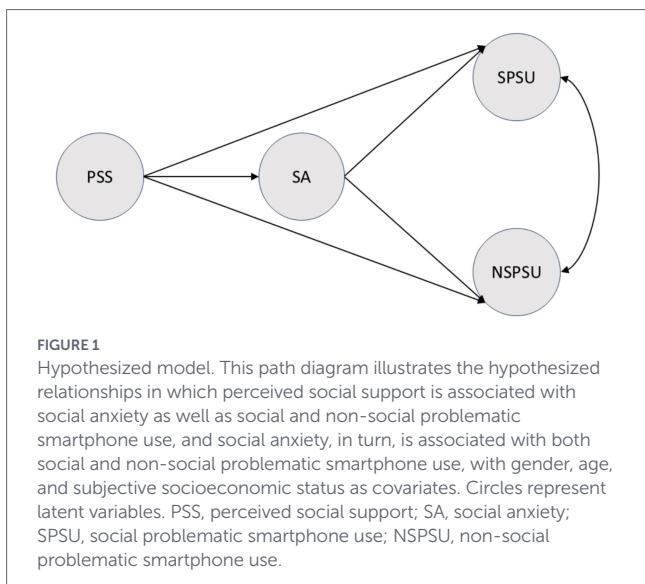 SPSU
PSS
SA
NSPSU
FIGURE 1
Hypothesized model. This path diagram illustrates the hypothesized
relationships in which perceived social support is associated with
social anxiety as well as social and non-social problematic
smartphone use, and social anxiety, in turn, is associated with both
social and non-social problematic smartphone use, with gender, age,
and subjective socioeconomic status as covariates. Circles represent
latent variables. PSS, perceived social support; SA, social anxiety;
SPSU, social problematic smartphone use; NSPSU, non-social
problematic smartphone use.